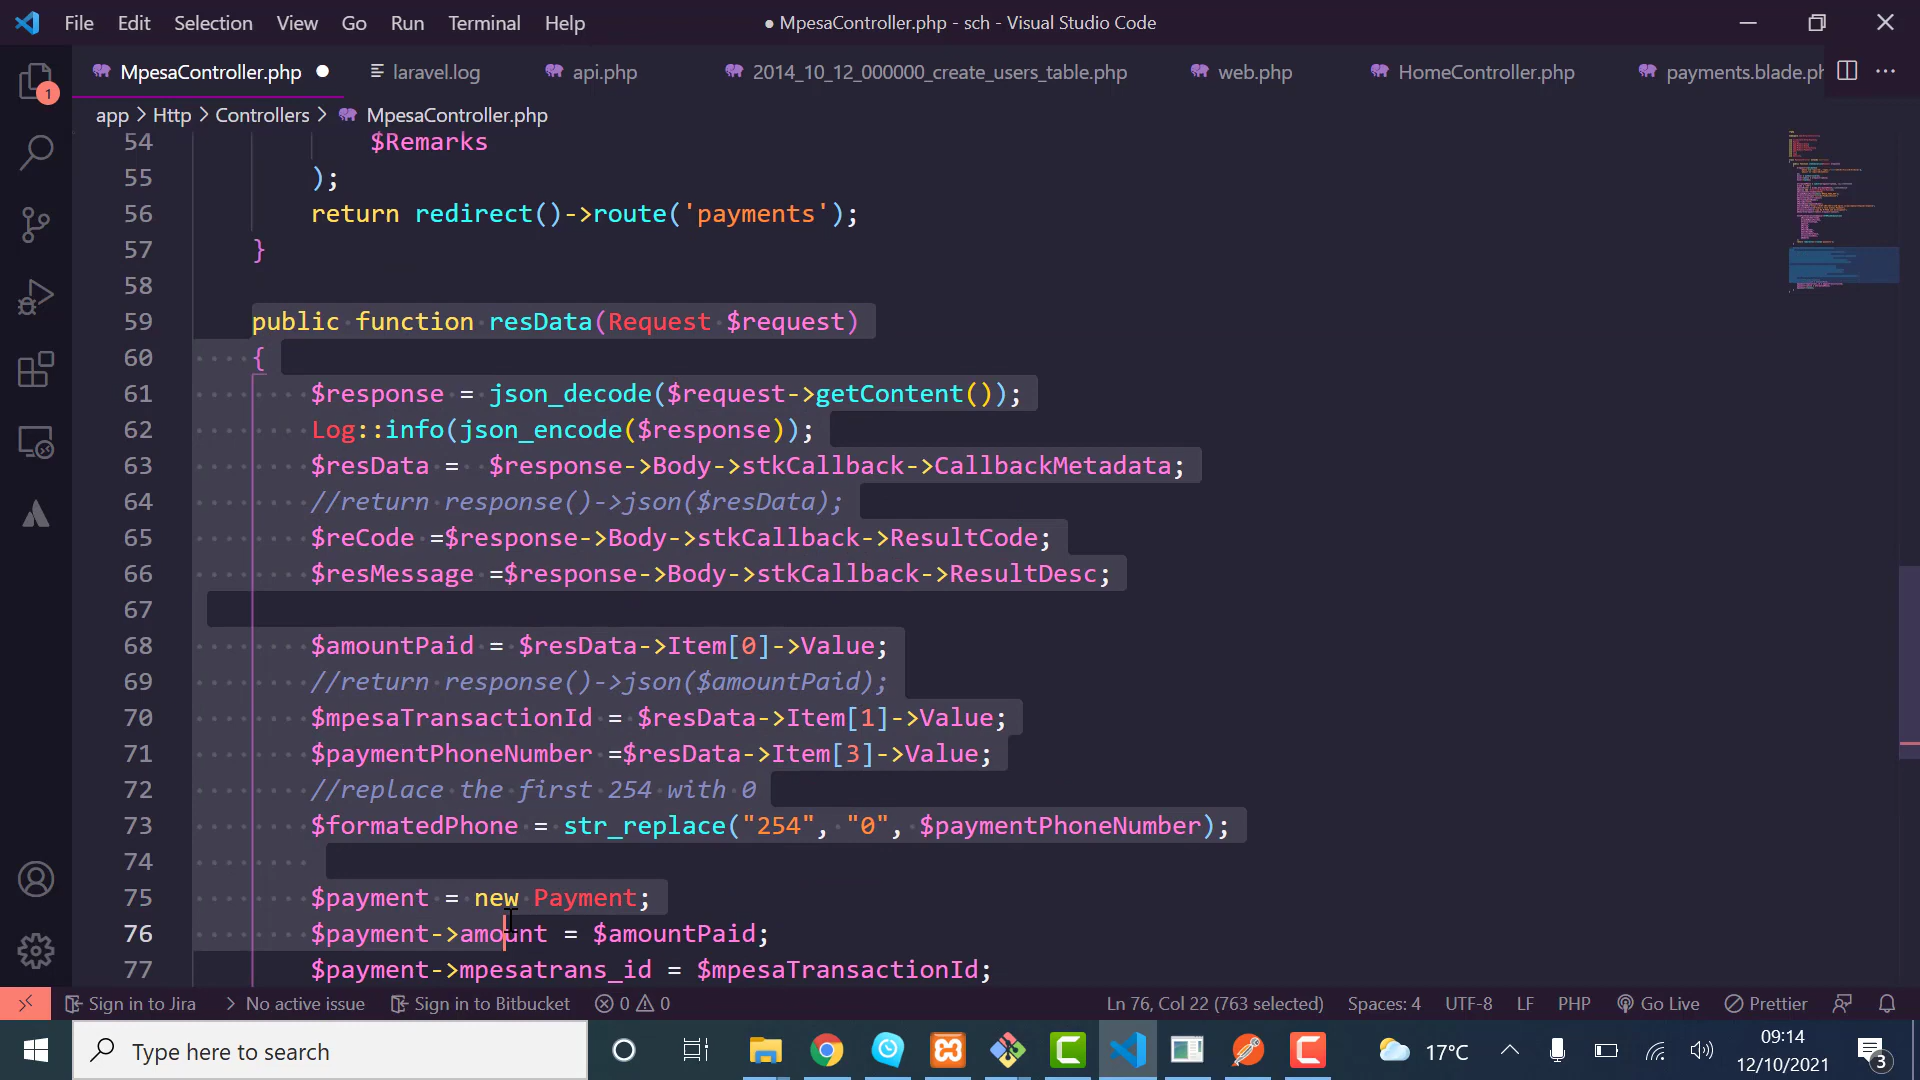 File Edit Selection View Go Run Terminal Help
● MpesaController.php - sch - Visual Studio Code
MpesaController.php ● laravel.log api.php 2014_10_12_000000_create_users_table.php web.php HomeController.php payments.blade.ph
app > Http > Controllers > MpesaController.php
54 $Remarks
55 );
56 return redirect()->route('payments');
57 }
58
59 public function resData(Request $request)
60 {
61 $response = json_decode($request->getContent());
62 Log::info(json_encode($response));
63 $resData =  $response->Body->stkCallback->CallbackMetadata;
64 //return response()->json($resData);
65 $reCode =$response->Body->stkCallback->ResultCode;
66 $resMessage =$response->Body->stkCallback->ResultDesc;
67
68 $amountPaid = $resData->Item[0]->Value;
69 //return response()->json($amountPaid);
70 $mpesaTransactionId = $resData->Item[1]->Value;
71 $paymentPhoneNumber =$resData->Item[3]->Value;
72 //replace the first 254 with 0
73 $formatedPhone = str_replace("254", "0", $paymentPhoneNumber);
74
75 $payment = new Payment;
76 $payment->amount = $amountPaid;
77 $payment->mpesatrans_id = $mpesaTransactionId;
1
Sign in to Jira > No active issue Sign in to Bitbucket 0 0 Ln 76, Col 22 (763 selected) Spaces: 4 UTF-8 LF PHP Go Live Prettier
Type here to search
17°C
09:14
12/10/2021
3